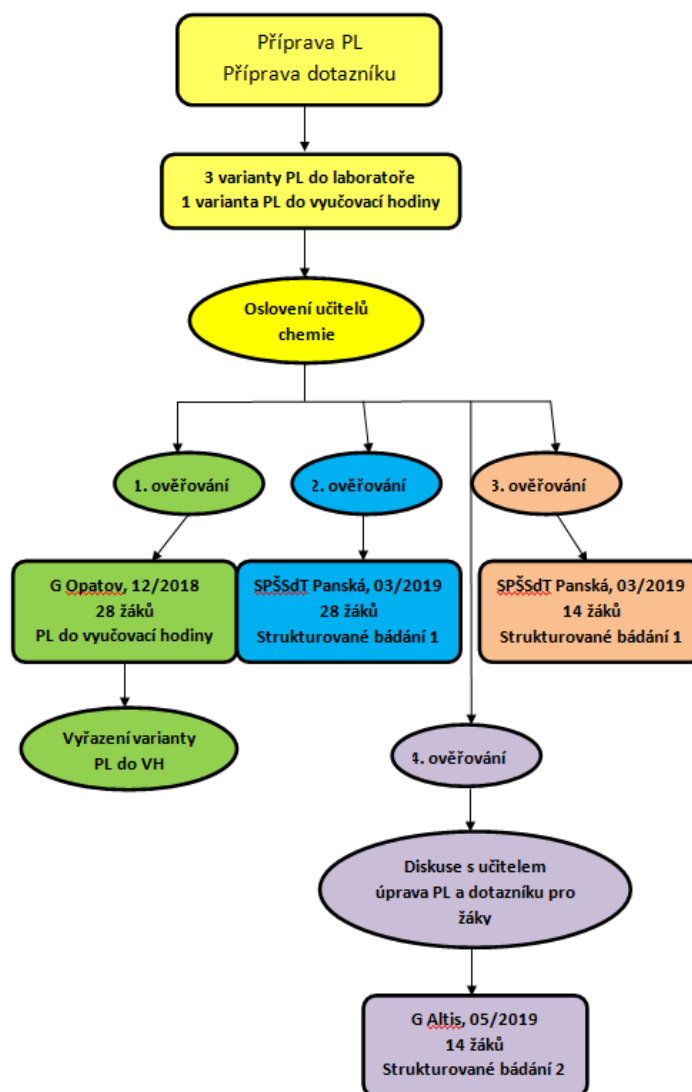 Příprava PL
Příprava dotazníku
3 varianty PL do laboratoře
1 varianta PL do vyučovací hodiny
Oslovení učitelů
chemie
1. ověřování
2. ověřování
3. ověřování
G Opatov, 12/2018
28 žáků
PL do vyučovací hodiny
SPŠSdT Panská, 03/2019
28 žáků
Strukturované bádání 1
SPŠSdT Panská, 03/2019
14 žáků
Strukturované bádání 1
Vyřazení varianty
PL do VH
4. ověřování
Diskuse s učitelem
úprava PL a dotazníku pro
žáky
G Altis, 05/2019
14 žáků
Strukturované bádání 2